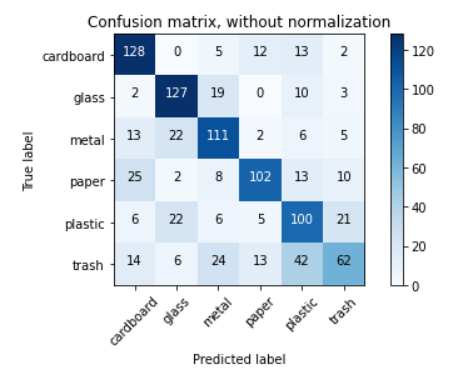 Confusion matrix, without normalization
cardboard 128 0 5 12 13 2
glass 2 127 19 0 10 3
metal 13 22 111 2 6 5
paper 25 2 8 102 13 10
plastic 6 22 6 5 100 21
trash 14 6 24 13 42 62
True label
cardboard glass metal paper plastic trash
Predicted label
120
100
80
60
40
20
0